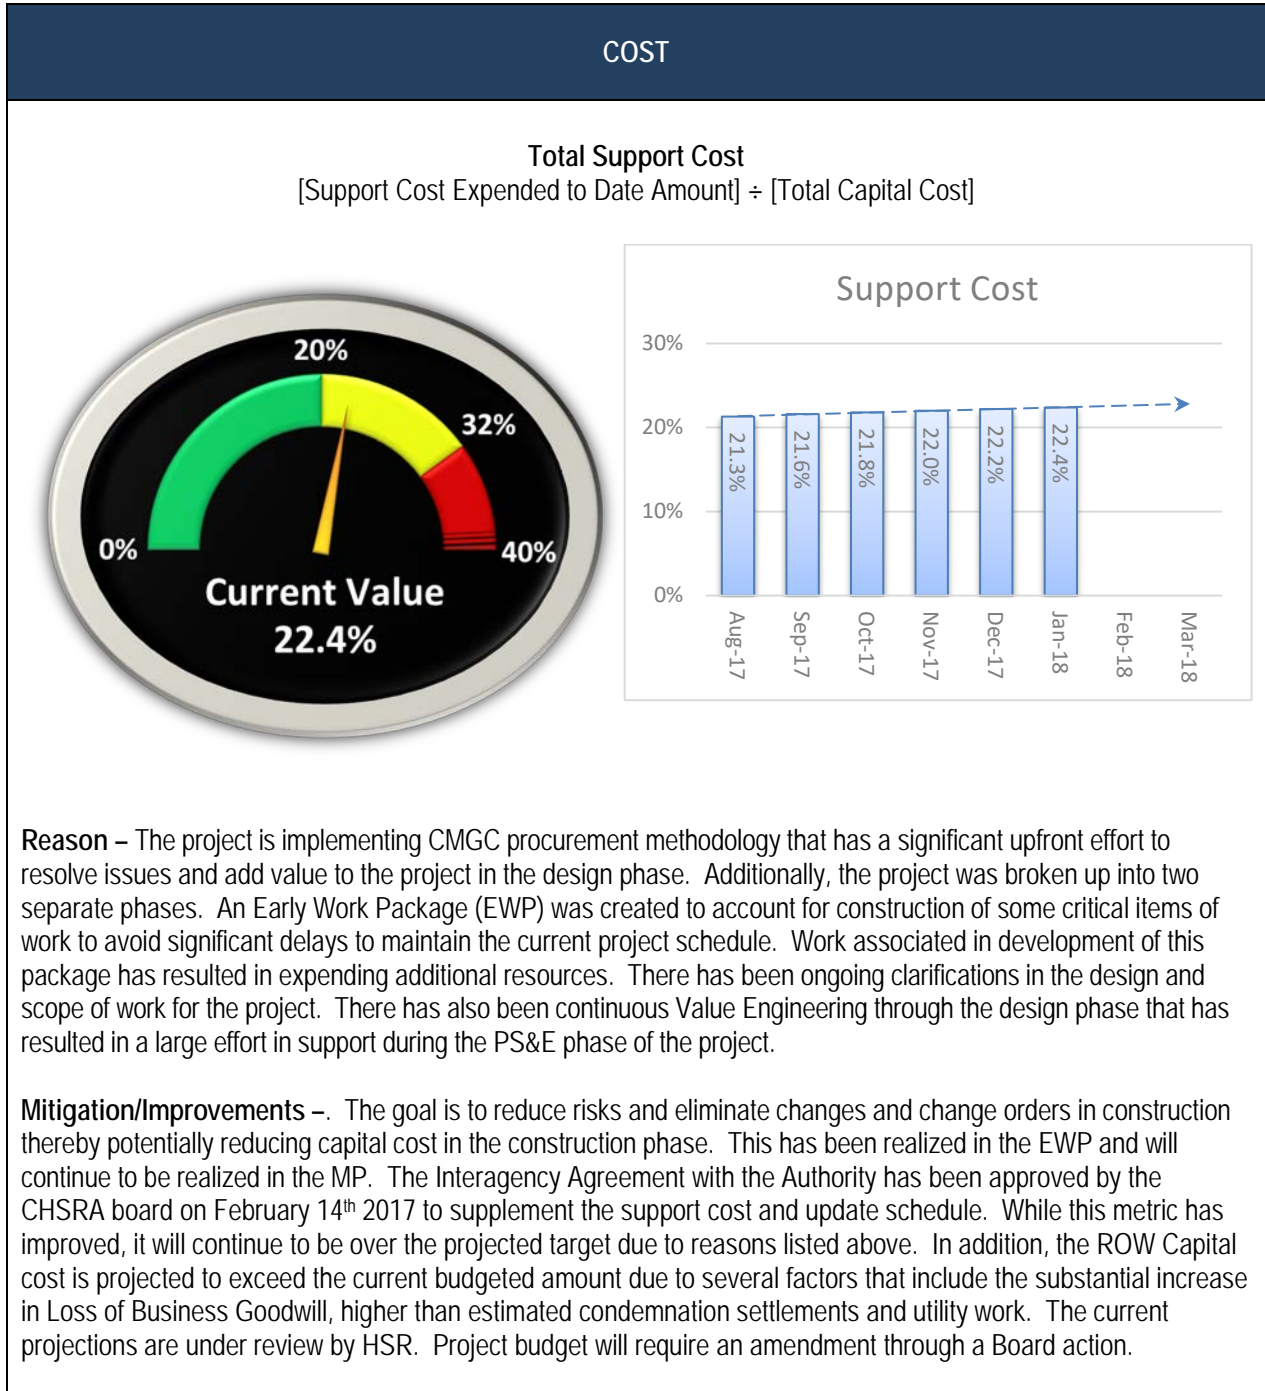 COST
Total Support Cost
[Support Cost Expended to Date Amount] ÷ [Total Capital Cost]
20%
32%
0%
40%
Current Value
22.4%
Support Cost
30%
20%
10%
0%
21.3%
21.6%
21.8%
22.0%
22.2%
22.4%
Aug-17
Sep-17
Oct-17
Nov-17
Dec-17
Jan-18
Feb-18
Mar-18
Reason – The project is implementing CMGC procurement methodology that has a significant upfront effort to
resolve issues and add value to the project in the design phase. Additionally, the project was broken up into two
separate phases. An Early Work Package (EWP) was created to account for construction of some critical items of
work to avoid significant delays to maintain the current project schedule. Work associated in development of this
package has resulted in expending additional resources. There has been ongoing clarifications in the design and
scope of work for the project. There has also been continuous Value Engineering through the design phase that has
resulted in a large effort in support during the PS&E phase of the project.
Mitigation/Improvements –. The goal is to reduce risks and eliminate changes and change orders in construction
thereby potentially reducing capital cost in the construction phase. This has been realized in the EWP and will
continue to be realized in the MP. The Interagency Agreement with the Authority has been approved by the
CHSRA board on February 14th 2017 to supplement the support cost and update schedule. While this metric has
improved, it will continue to be over the projected target due to reasons listed above. In addition, the ROW Capital
cost is projected to exceed the current budgeted amount due to several factors that include the substantial increase
in Loss of Business Goodwill, higher than estimated condemnation settlements and utility work. The current
projections are under review by HSR. Project budget will require an amendment through a Board action.